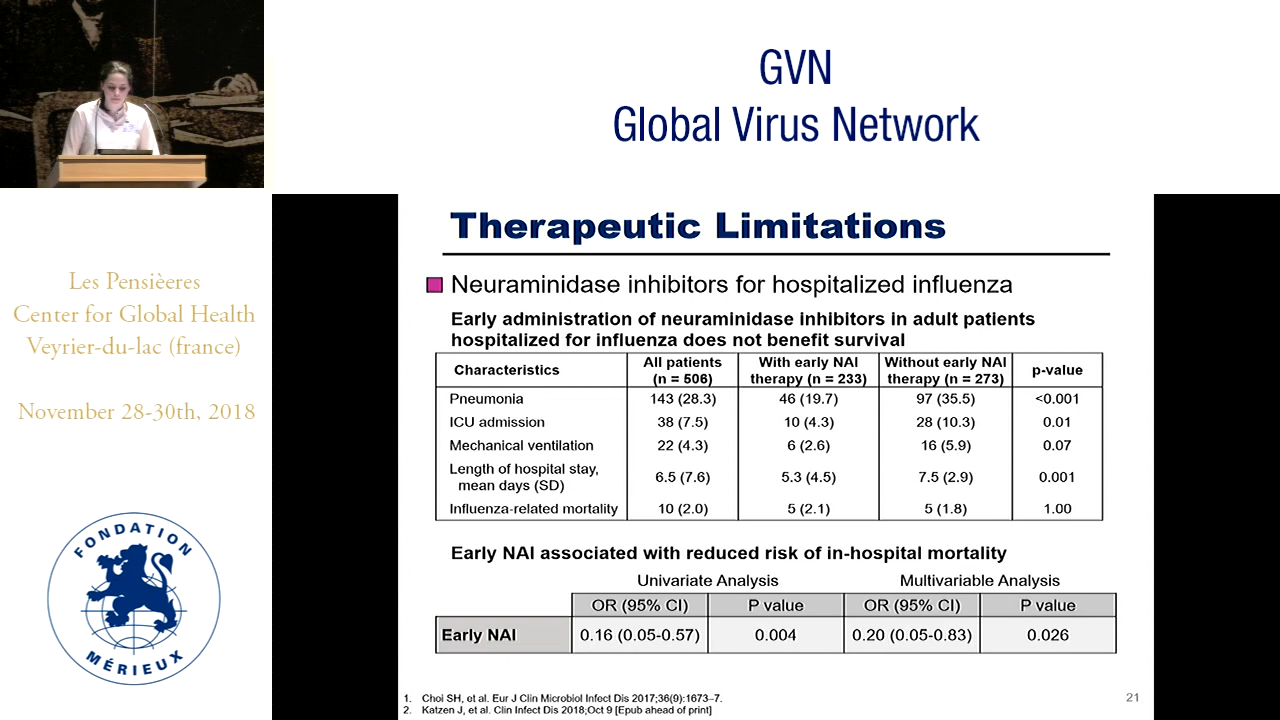 GVN
Global Virus Network
Les Pensièeres
Center for Global Health
Veyrier-du-lac (france)
November 28-30th, 2018
FONDATION
MÉRIEUX
Therapeutic Limitations
Neuraminidase inhibitors for hospitalized influenza
Early administration of neuraminidase inhibitors in adult patients
hospitalized for influenza does not benefit survival
Characteristics All patients (n = 506) With early NAI therapy (n = 233) Without early NAI therapy (n = 273) p-value
Pneumonia 143 (28.3) 46 (19.7) 97 (35.5) <0.001
ICU admission 38 (7.5) 10 (4.3) 28 (10.3) 0.01
Mechanical ventilation 22 (4.3) 6 (2.6) 16 (5.9) 0.07
Length of hospital stay, mean days (SD) 6.5 (7.6) 5.3 (4.5) 7.5 (2.9) 0.001
Influenza-related mortality 10 (2.0) 5 (2.1) 5 (1.8) 1.00
Early NAI associated with reduced risk of in-hospital mortality
Univariate Analysis Multivariable Analysis
OR (95% CI) P value OR (95% CI) P value
Early NAI 0.16 (0.05-0.57) 0.004 0.20 (0.05-0.83) 0.026
1. Choi SH, et al. Eur J Clin Microbiol Infect Dis 2017;36(9):1673–7.
2. Katzen J, et al. Clin Infect Dis 2018;Oct 9 [Epub ahead of print]
21